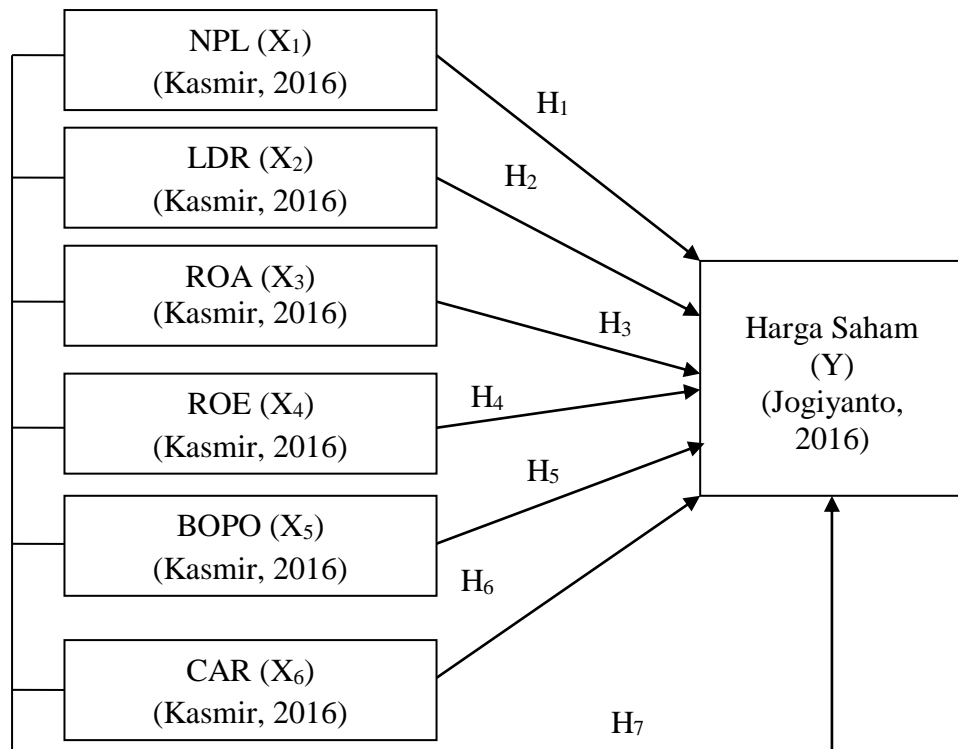 NPL (X₁)
(Kasmir, 2016)
H₁
LDR (X₂)
(Kasmir, 2016)
H₂
ROA (X₃)
(Kasmir, 2016)
H₃
ROE (X₄)
(Kasmir, 2016)
H₄
BOPO (X₅)
(Kasmir, 2016)
H₅
CAR (X₆)
(Kasmir, 2016)
H₆
H₇
Harga Saham
(Y)
(Jogiyanto,
2016)